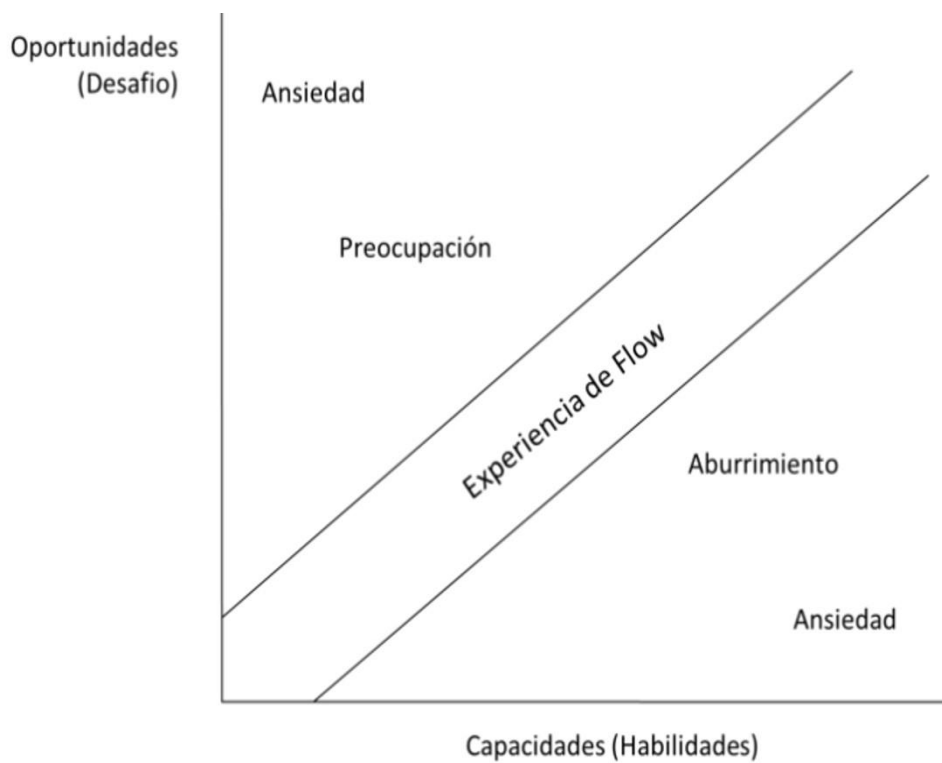 Oportunidades
(Desafio)
Ansiedad
Preocupación
Experiencia de Flow
Aburrimiento
Ansiedad
Capacidades (Habilidades)